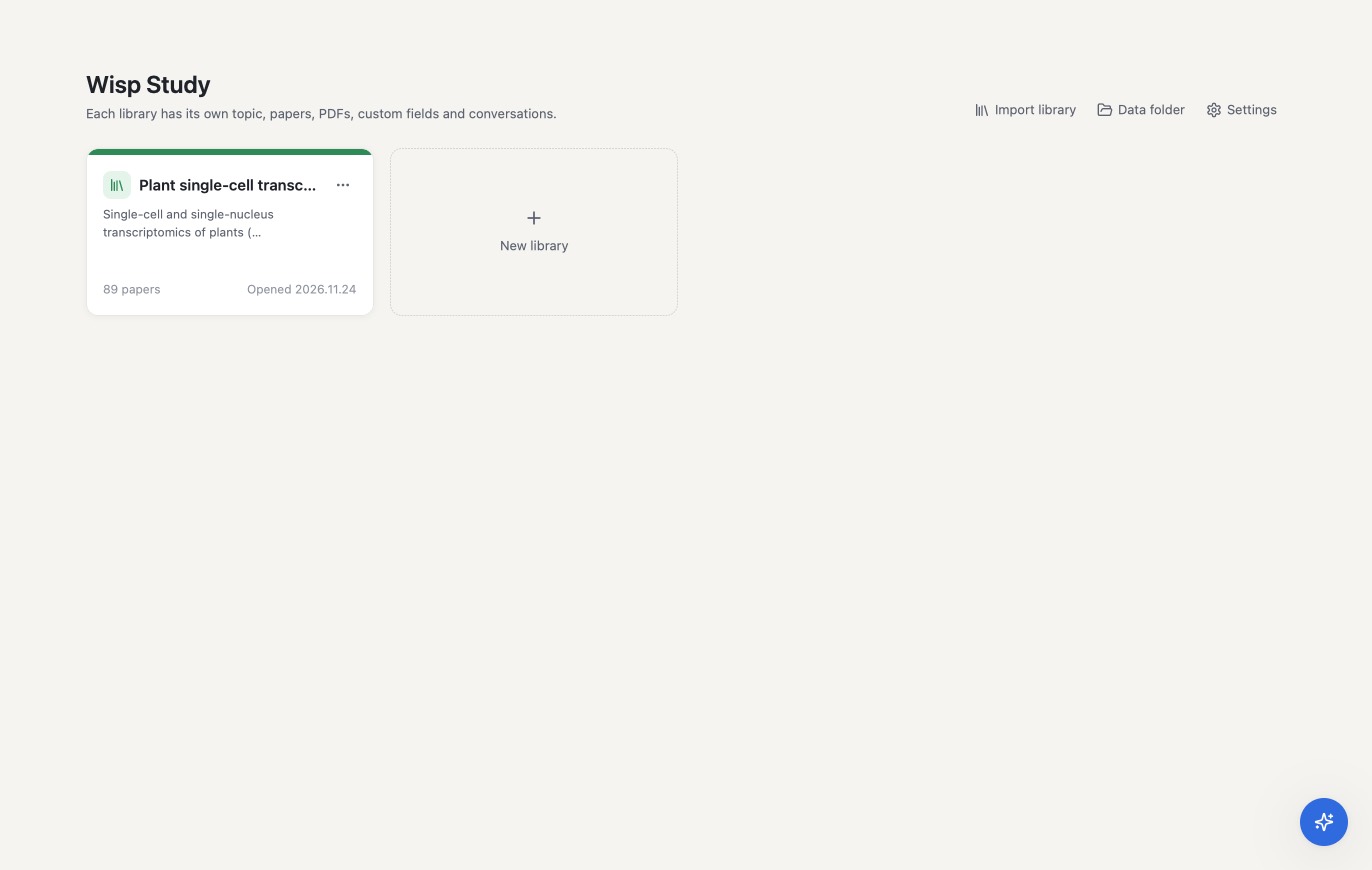 Wisp Study
Each library has its own topic, papers, PDFs, custom fields and conversations.
Import library
Data folder
Settings
Plant single-cell transc...
Single-cell and single-nucleus
transcriptomics of plants (...
89 papers
Opened 2026.11.24
New library